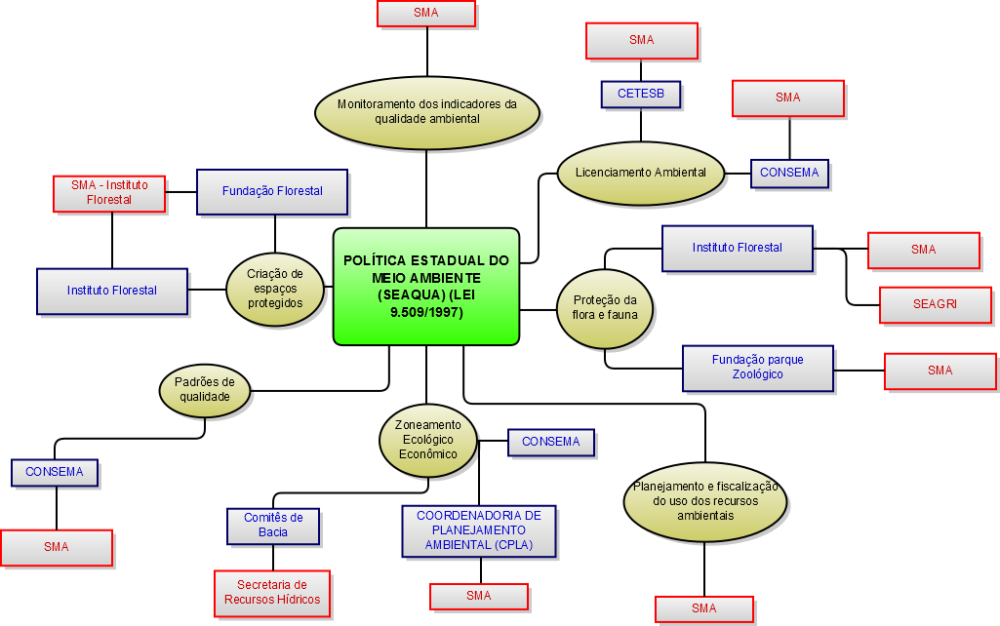 SMA
Monitoramento dos indicadores da
qualidade ambiental
SMA
CETESB
SMA
Licenciamento Ambiental
CONSEMA
SMA - Instituto
Florestal
Fundação Florestal
Instituto Florestal
Criação de
espaços
protegidos
POLÍTICA ESTADUAL DO
MEIO AMBIENTE
(SEAQUA) (LEI
9.509/1997)
Instituto Florestal
SMA
SEAGRI
Proteção da
flora e fauna
Fundação parque
Zoológico
SMA
Padrões de
qualidade
CONSEMA
SMA
Zoneamento
Ecológico
Econômico
CONSEMA
Comitês de
Bacia
Secretaria de
Recursos Hídricos
COORDENADORIA DE
PLANEJAMENTO
AMBIENTAL (CPLA)
SMA
Planejamento e fiscalização
do uso dos recursos
ambientais
SMA